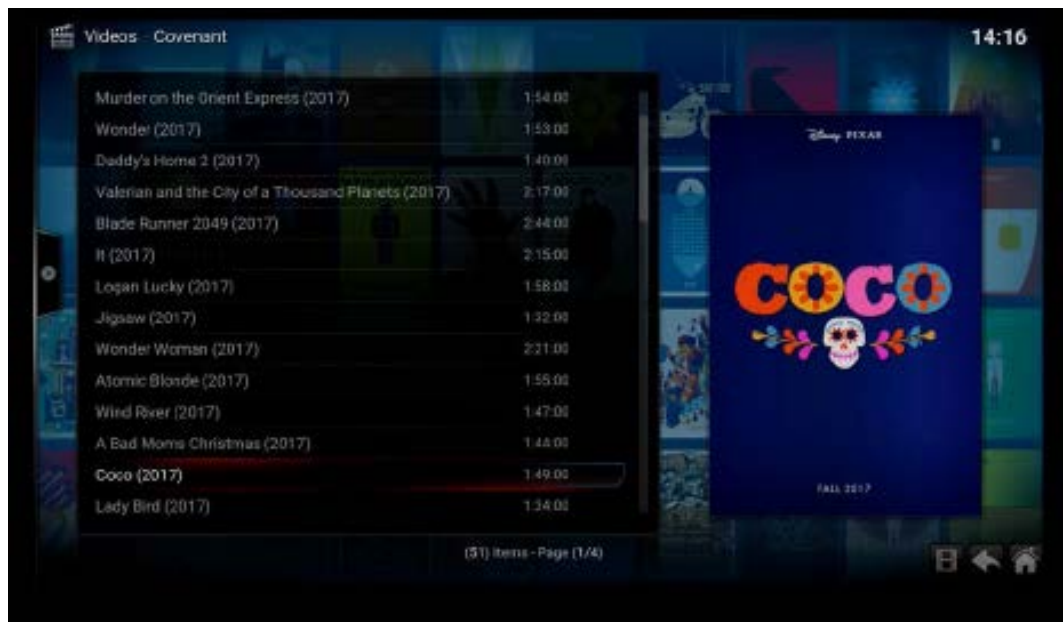 Videos - Covenant
14:16
Murder on the Orient Express (2017) 1:54:00
Wonder (2017) 1:53:00
Daddy's Home 2 (2017) 1:40:00
Valerian and the City of a Thousand Planets (2017) 2:17:00
Blade Runner 2049 (2017) 2:44:00
It (2017) 2:15:00
Logan Lucky (2017) 1:58:00
Jigsaw (2017) 1:32:00
Wonder Woman (2017) 2:21:00
Atomic Blonde (2017) 1:55:00
Wind River (2017) 1:47:00
A Bad Moms Christmas (2017) 1:44:00
Coco (2017) 1:49:00
Lady Bird (2017) 1:34:00
(51) Items - Page (1/4)
Disney PIXAR
COCO
FALL 2017